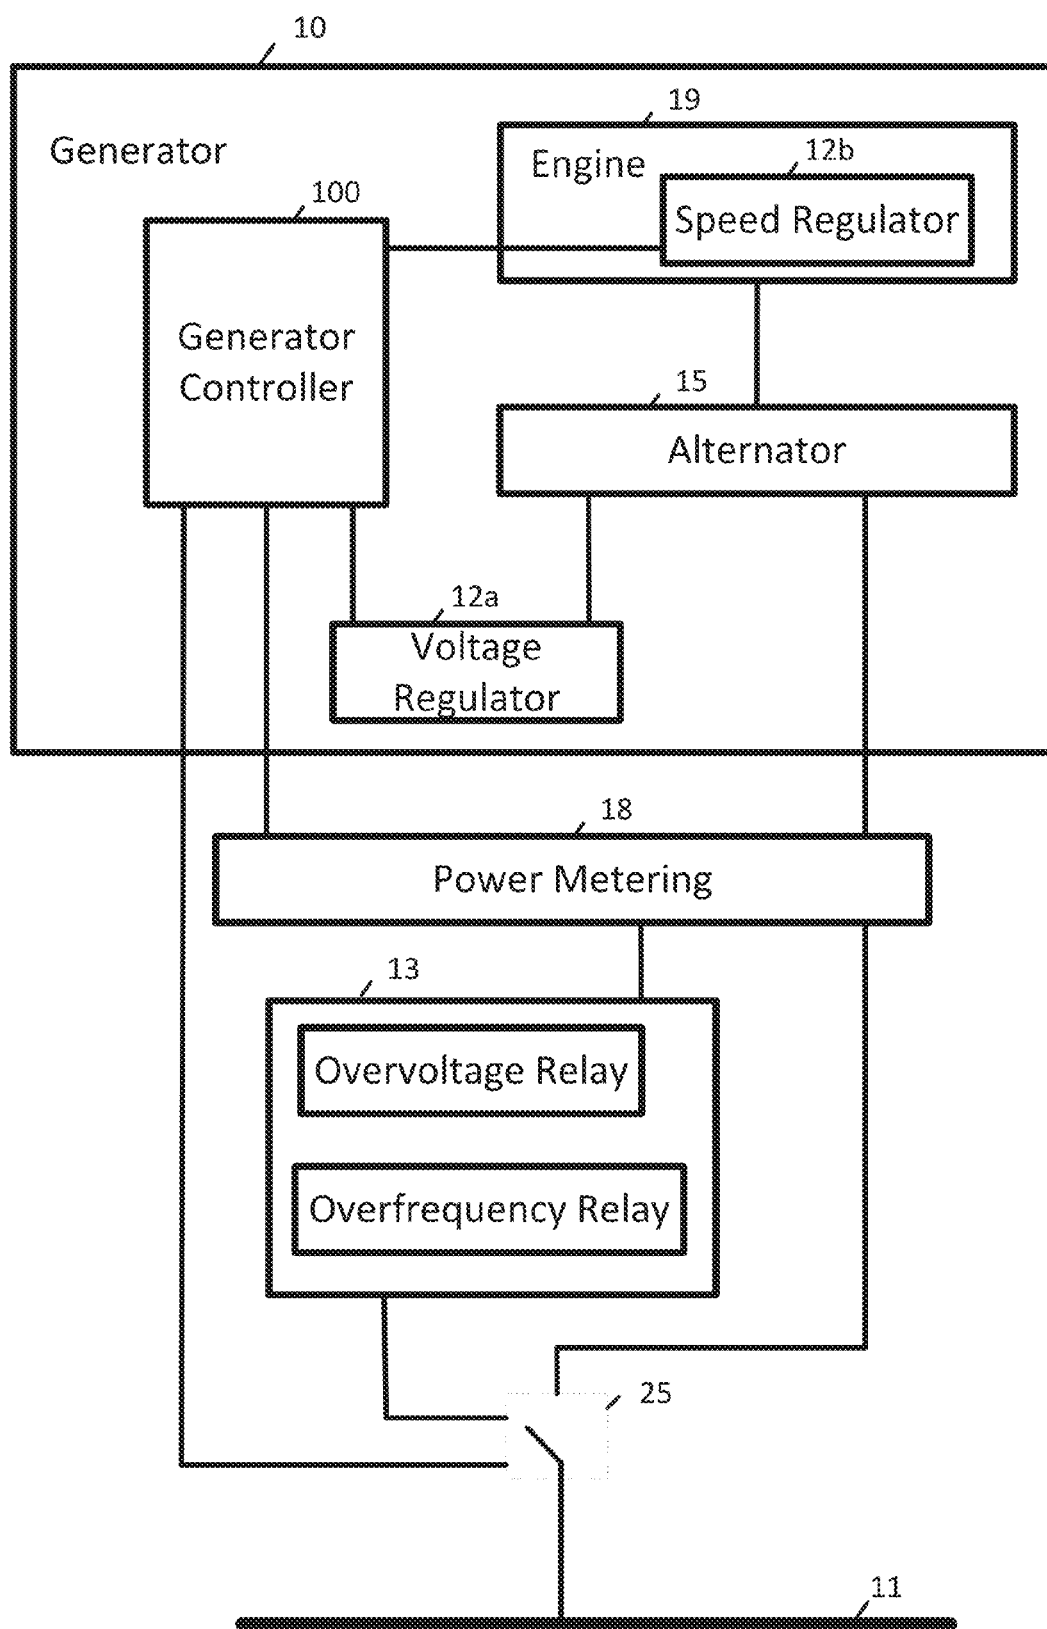 10
19
Generator
Engine
12b
Speed Regulator
100
Generator
Controller
15
Alternator
12a
Voltage
Regulator
18
Power Metering
13
Overvoltage Relay
Overfrequency Relay
25
11